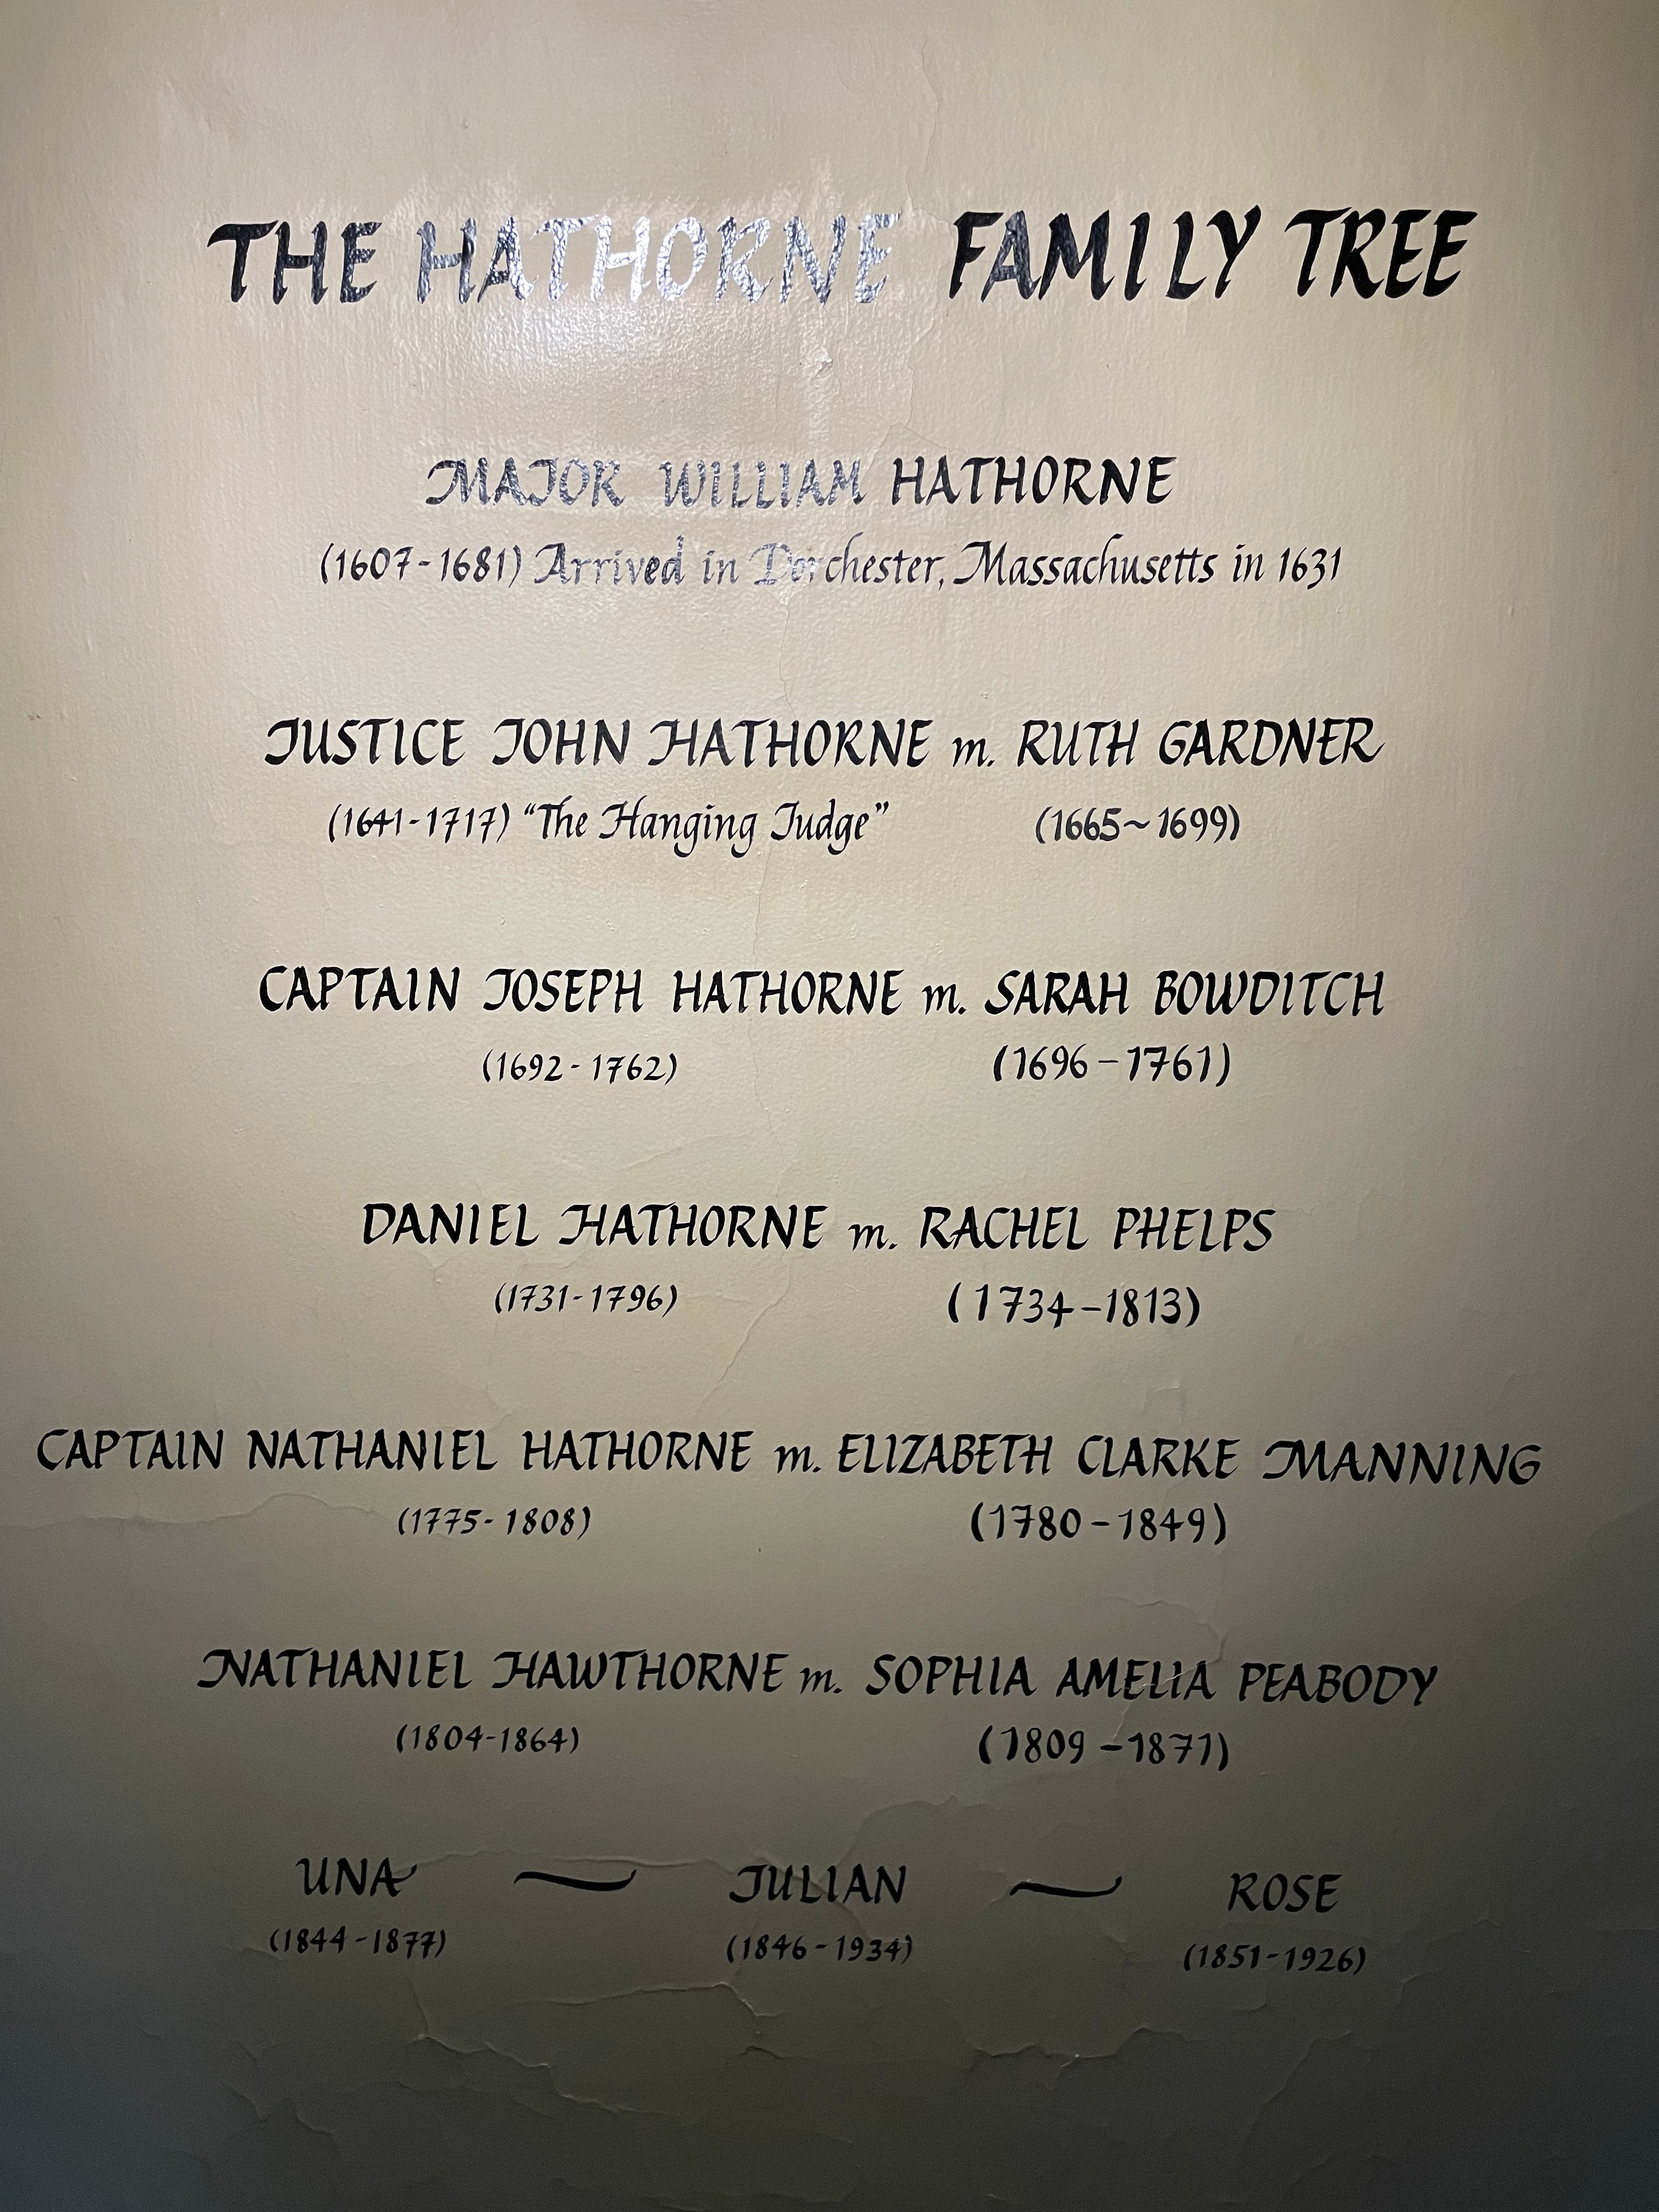 THE HATHORNE FAMILY TREE
MAJOR WILLIAM HATHORNE
(1607-1681) Arrived in Dorchester, Massachusetts in 1631
JUSTICE JOHN HATHORNE m. RUTH GARDNER
(1641-1717) "The Hanging Judge" (1665~1699)
CAPTAIN JOSEPH HATHORNE m. SARAH BOWDITCH
(1692-1762) (1696-1761)
DANIEL HATHORNE m. RACHEL PHELPS
(1731-1796) (1734-1813)
CAPTAIN NATHANIEL HATHORNE m. ELIZABETH CLARKE MANNING
(1775-1808) (1780-1849)
NATHANIEL HAWTHORNE m. SOPHIA AMELIA PEABODY
(1804-1864) (1809-1871)
UNA ~ JULIAN ~ ROSE
(1844-1877) (1846-1934) (1851-1926)